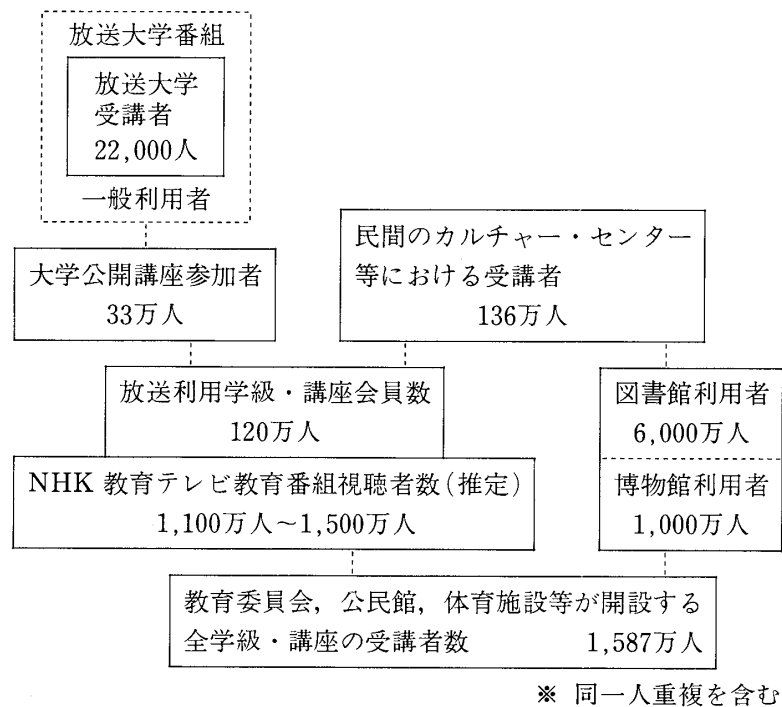 放送大学番組
放送大学
受講者
22,000人
一般利用者
大学公開講座参加者
33万人
民間のカルチャー・センター
等における受講者
136万人
放送利用学級・講座会員数
120万人
NHK 教育テレビ教育番組視聴者数(推定)
1,100万人～1,500万人
図書館利用者
6,000万人
博物館利用者
1,000万人
教育委員会，公民館，体育施設等が開設する
全学級・講座の受講者数 1,587万人
※ 同一人重複を含む